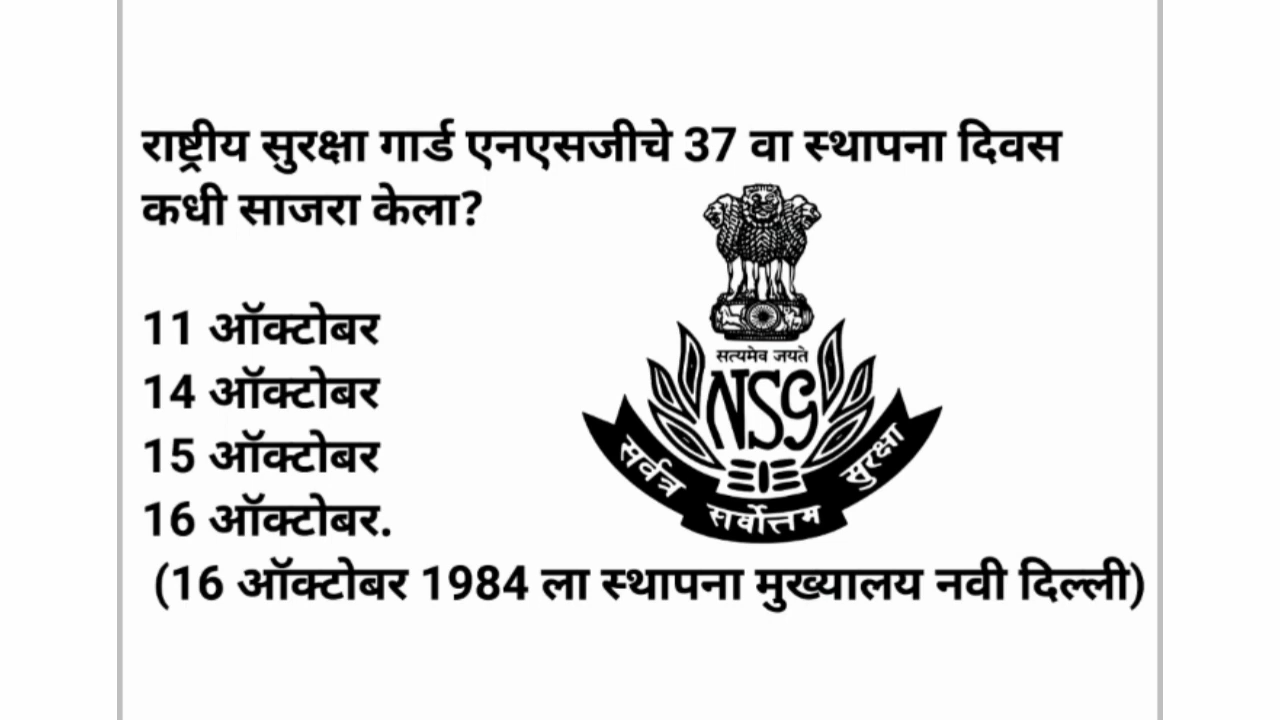 राष्ट्रीय सुरक्षा गार्ड एनएसजीचे 37 वा स्थापना दिवस
कधी साजरा केला?
11 ऑक्टोबर
14 ऑक्टोबर
15 ऑक्टोबर
16 ऑक्टोबर.
(16 ऑक्टोबर 1984 ला स्थापना मुख्यालय नवी दिल्ली)
सत्यमेव जयते
NSG
सर्वत्र सर्वोत्तम सुरक्षा